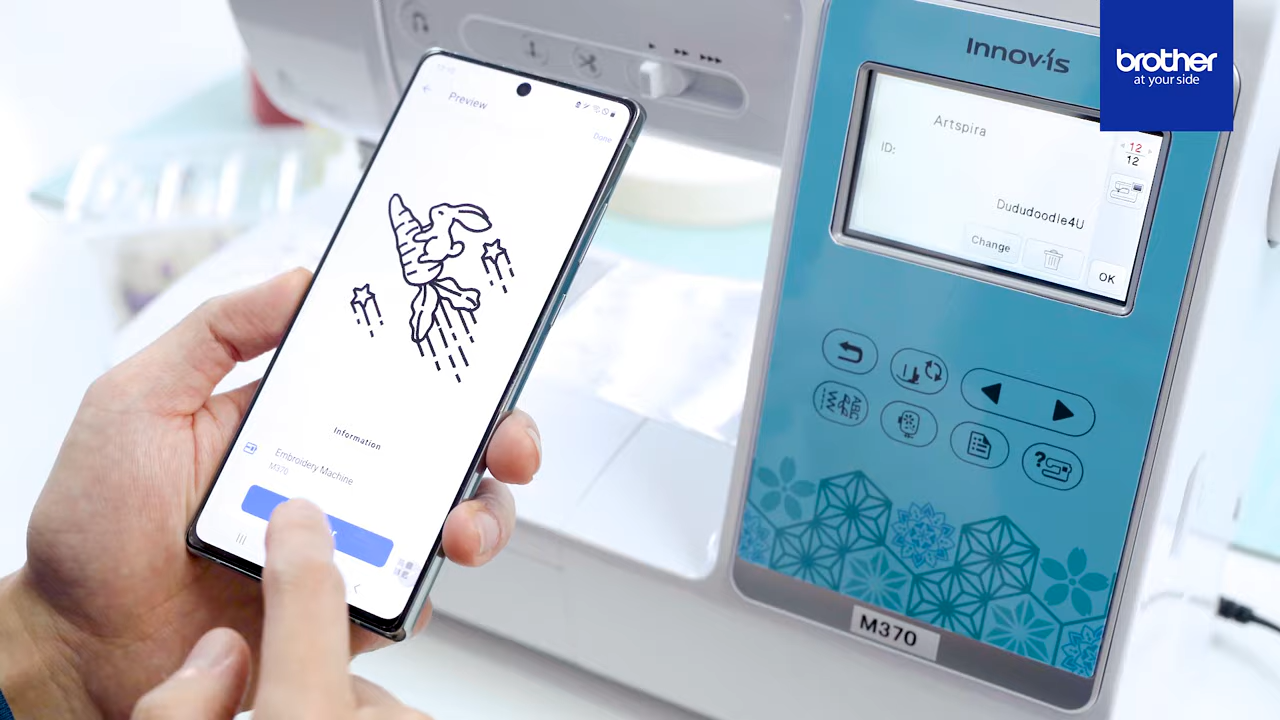 Preview
Done
Information
Embroidery Machine
M370
Innov-is
brother
at your side
Artspira
ID:
Dududoodle4U
Change
OK
12
12
?
M370